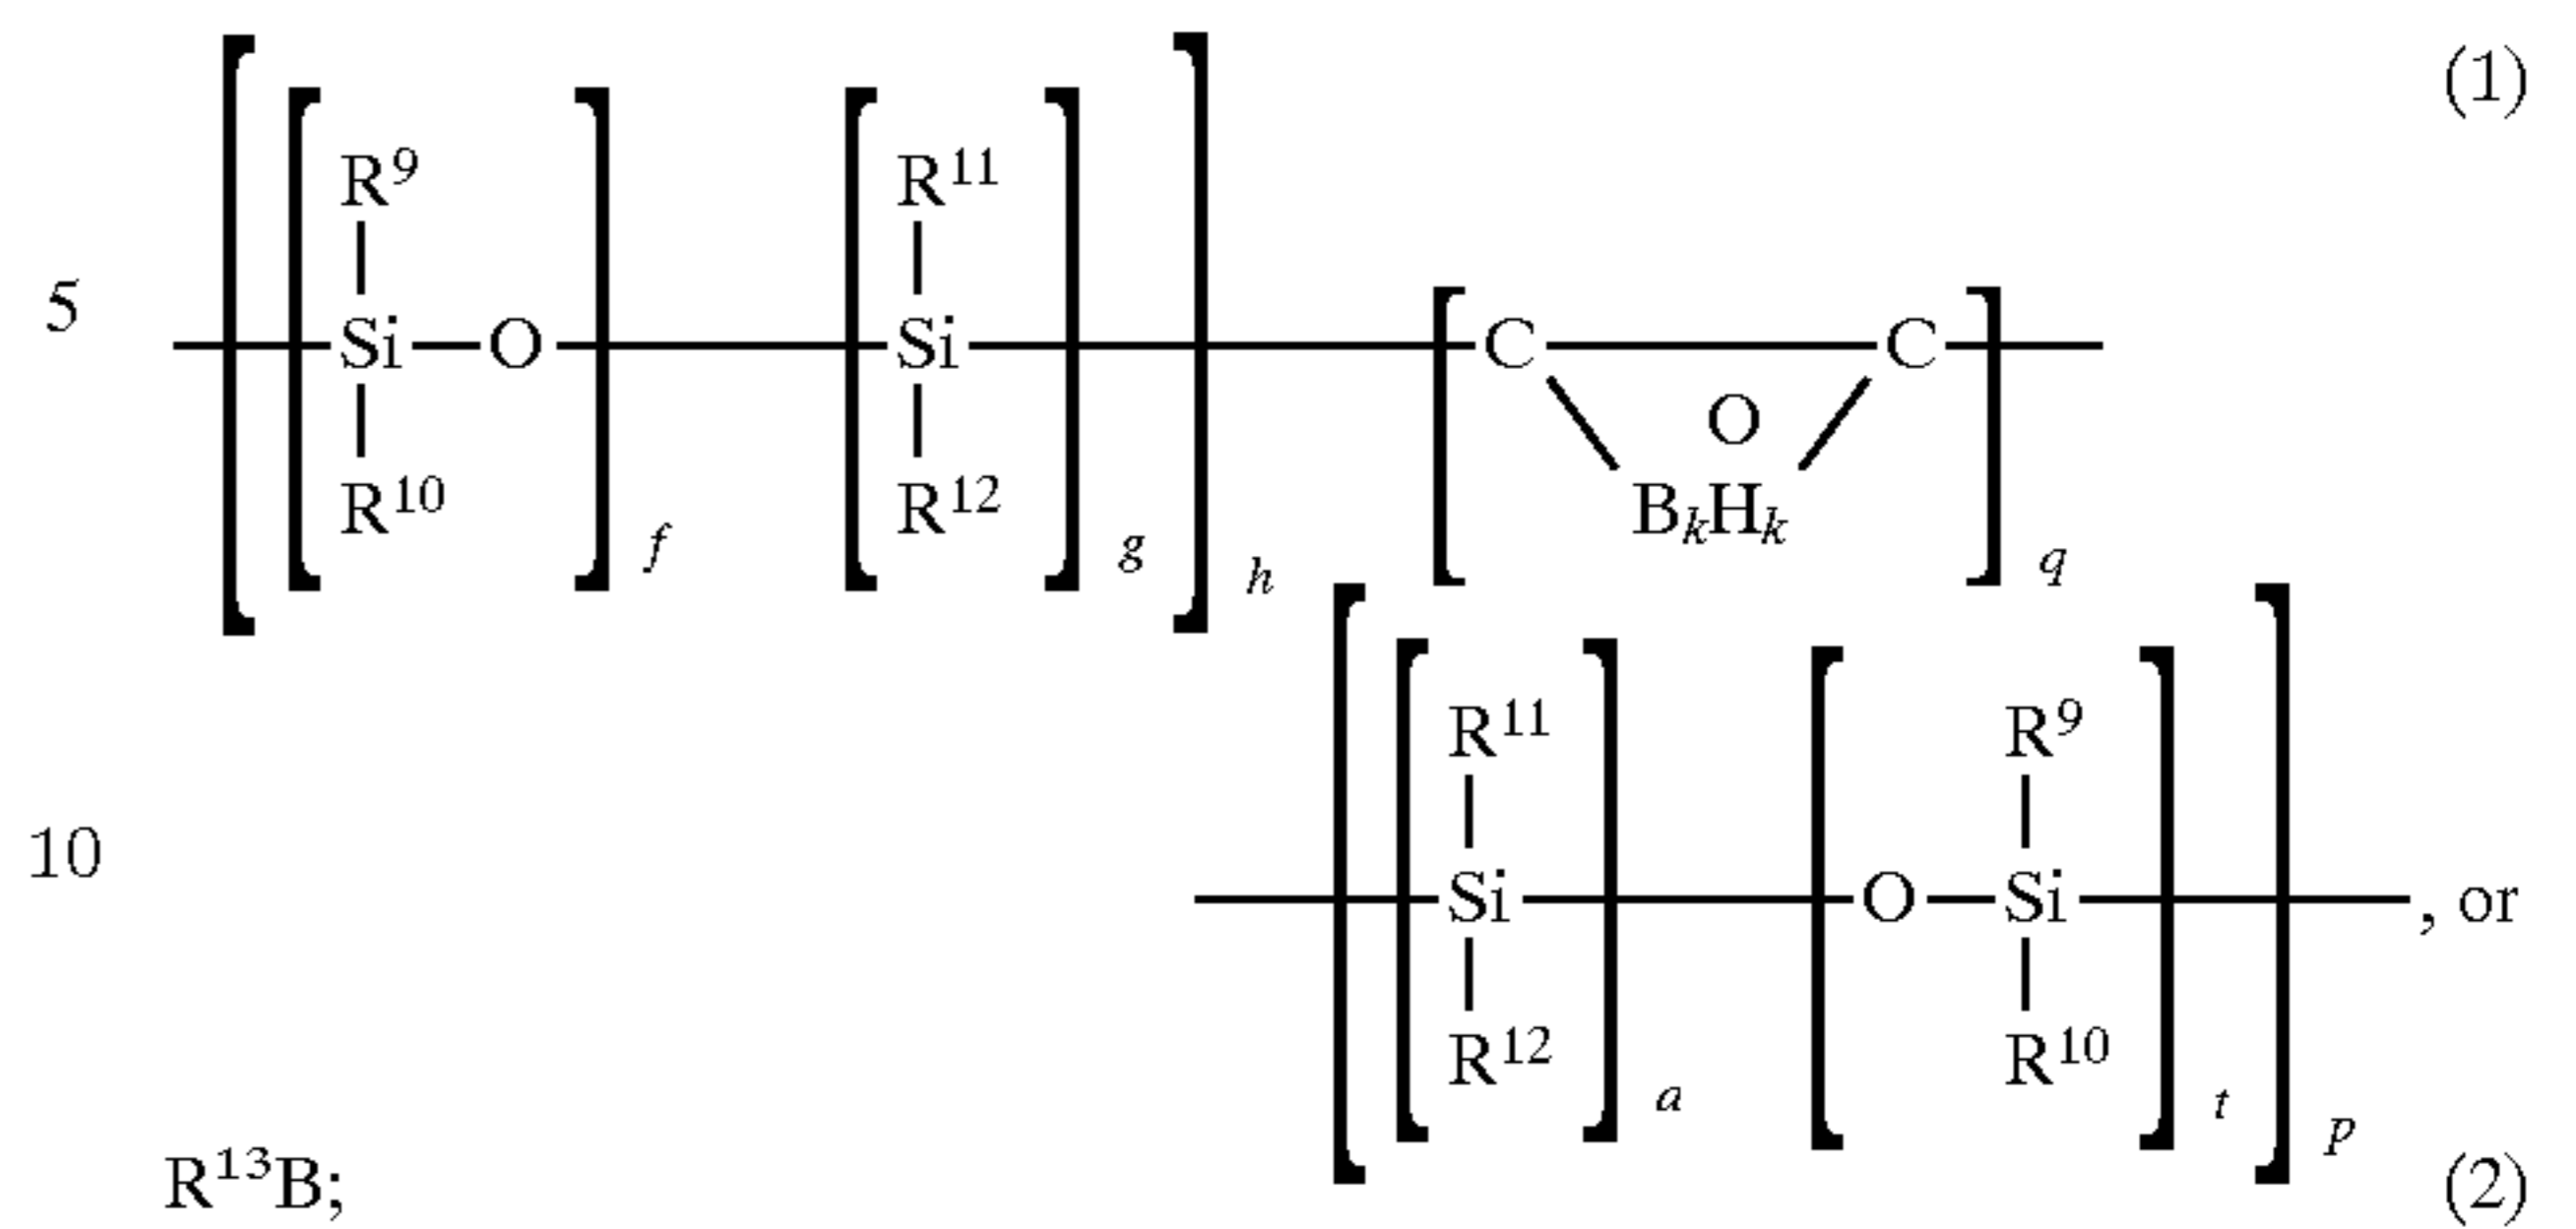 (1)
R⁹ R¹¹
5 Si—O Si C C
O
R¹⁰ R¹² BₖHₖ
f g h q
R¹¹ R⁹
10 Si O—Si , or
R¹² R¹⁰
a t p
R¹³B; (2)